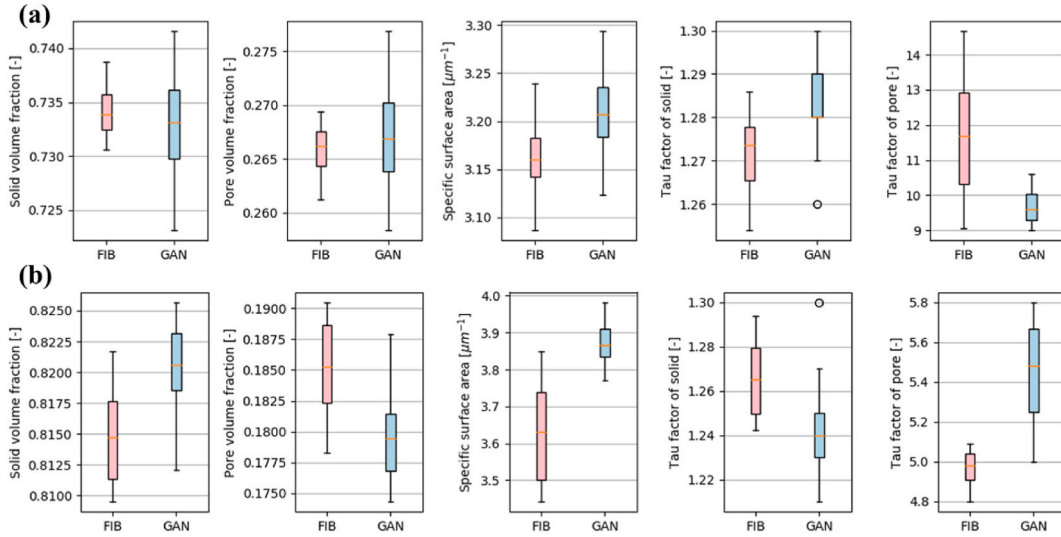 (a)
Solid volume fraction [-]
0.740
0.735
0.730
0.725
FIB GAN
Pore volume fraction [-]
0.275
0.270
0.265
0.260
FIB GAN
Specific surface area [μm⁻¹]
3.30
3.25
3.20
3.15
3.10
FIB GAN
Tau factor of solid [-]
1.30
1.29
1.28
1.27
1.26
FIB GAN
Tau factor of pore [-]
14
13
12
11
10
9
FIB GAN
(b)
Solid volume fraction [-]
0.8250
0.8225
0.8200
0.8175
0.8150
0.8125
0.8100
FIB GAN
Pore volume fraction [-]
0.1900
0.1875
0.1850
0.1825
0.1800
0.1775
0.1750
FIB GAN
Specific surface area [μm⁻¹]
4.0
3.9
3.8
3.7
3.6
3.5
FIB GAN
Tau factor of solid [-]
1.30
1.28
1.26
1.24
1.22
FIB GAN
Tau factor of pore [-]
5.8
5.6
5.4
5.2
5.0
4.8
FIB GAN